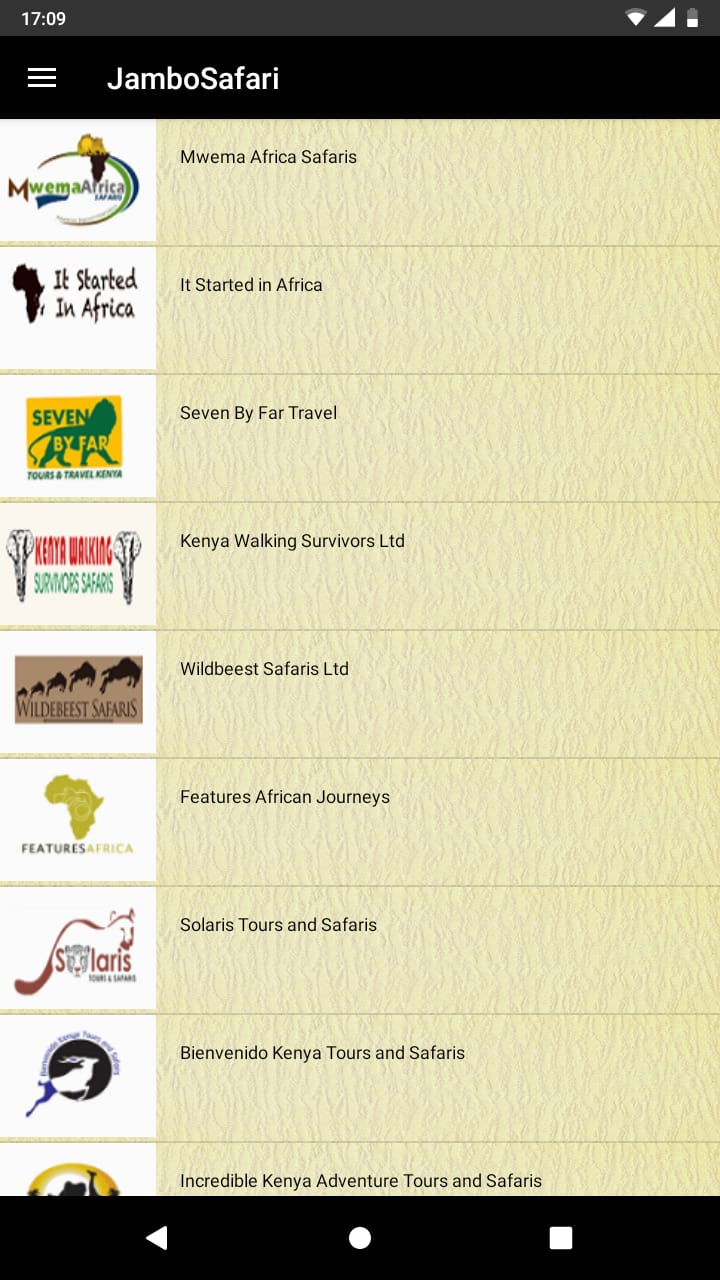 17:09
JamboSafari
MwemaAfrica
SAFARIS
Mwema Africa Safaris
It Started
In Africa
It Started in Africa
SEVEN
BY FAR
TOURS & TRAVEL KENYA
Seven By Far Travel
KENYA WALKING
SURVIVORS SAFARIS
Kenya Walking Survivors Ltd
WILDEBEEST SAFARIS
Wildbeest Safaris Ltd
FEATURESAFRICA
Features African Journeys
Solaris
TOURS & SAFARIS
Solaris Tours and Safaris
Bienvenido Kenya Tours and Safaris
Bienvenido Kenya Tours and Safaris
Incredible Kenya Adventure Tours and Safaris